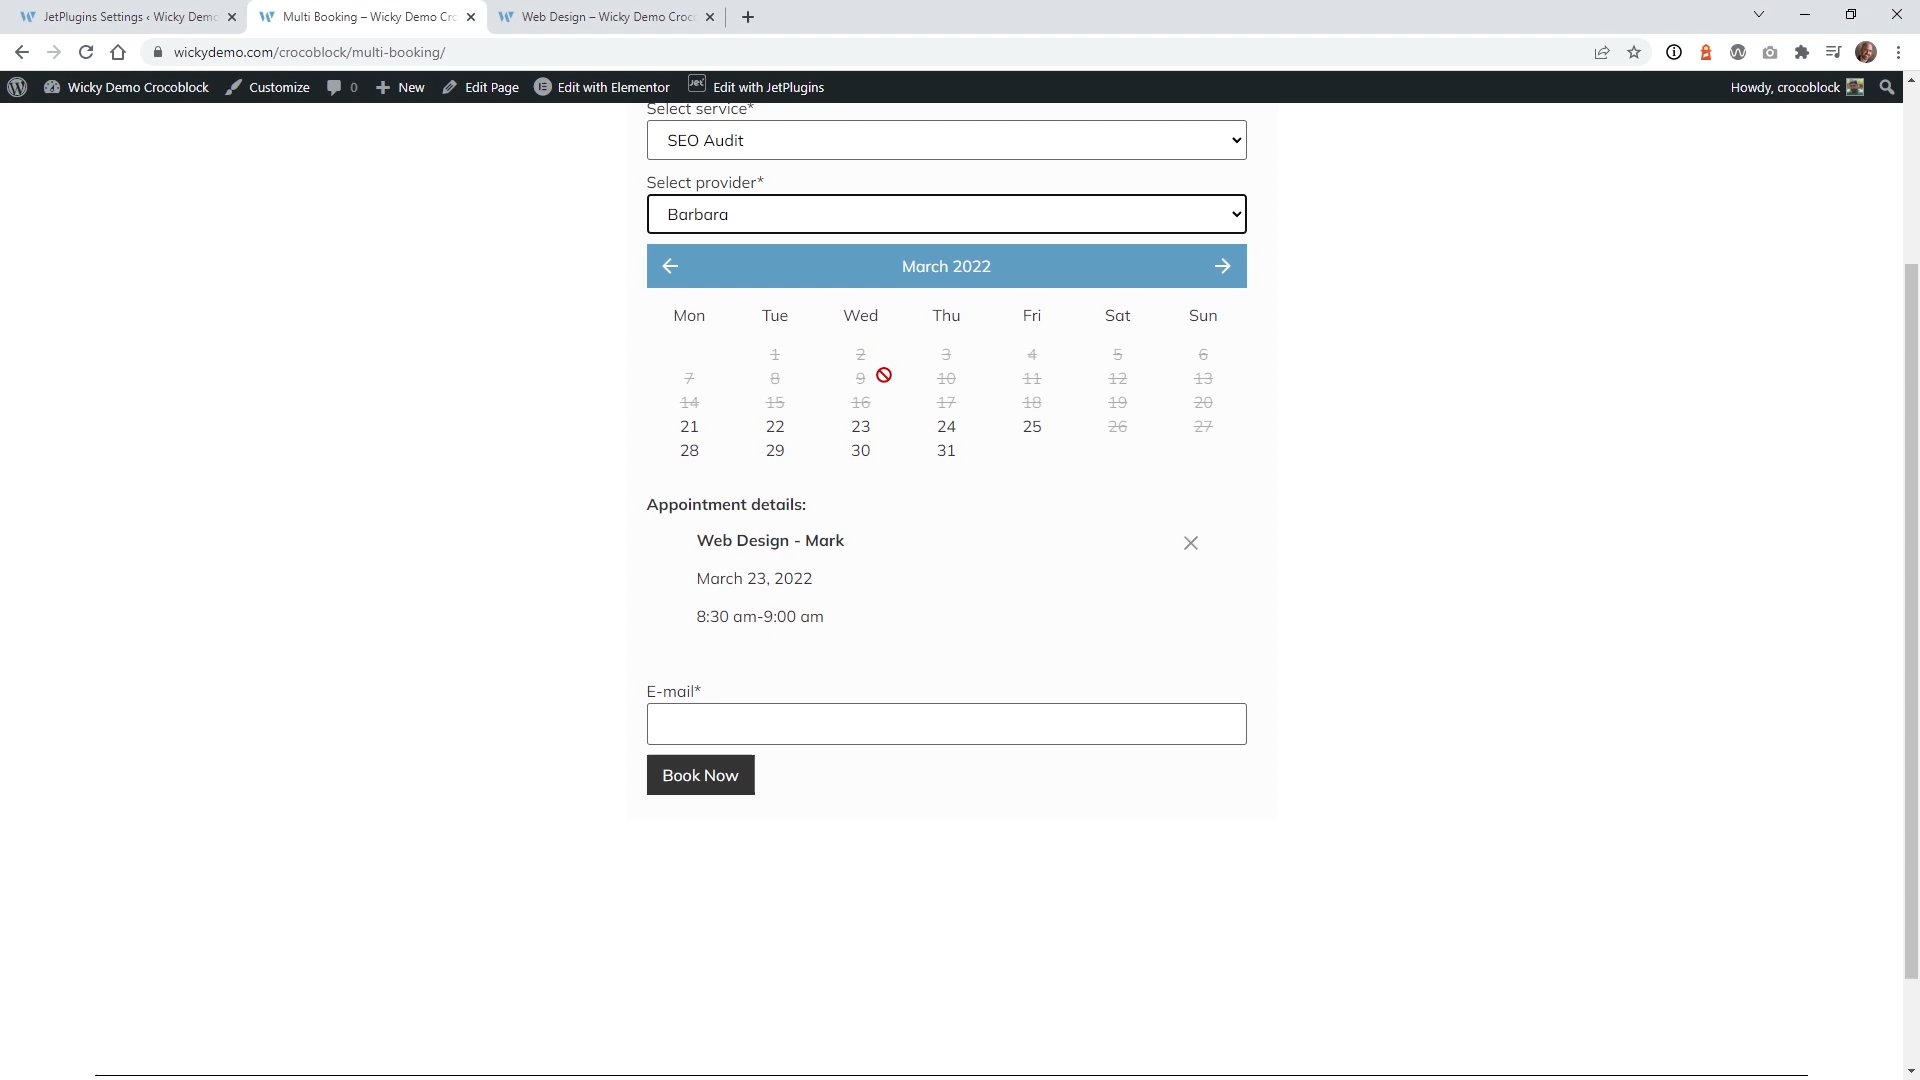 JetPlugins Settings ‹ Wicky Demo
Multi Booking – Wicky Demo Cro
Web Design – Wicky Demo Croc
wickydemo.com/crocoblock/multi-booking/
Wicky Demo Crocoblock
Customize
0
New
Edit Page
Edit with Elementor
Jet
Edit with JetPlugins
Howdy, crocoblock
Select service*
SEO Audit
Select provider*
Barbara
March 2022
Mon Tue Wed Thu Fri Sat Sun
1 2 3 4 5 6
7 8 9 10 11 12 13
14 15 16 17 18 19 20
21 22 23 24 25 26 27
28 29 30 31
Appointment details:
Web Design - Mark
March 23, 2022
8:30 am-9:00 am
E-mail*
Book Now